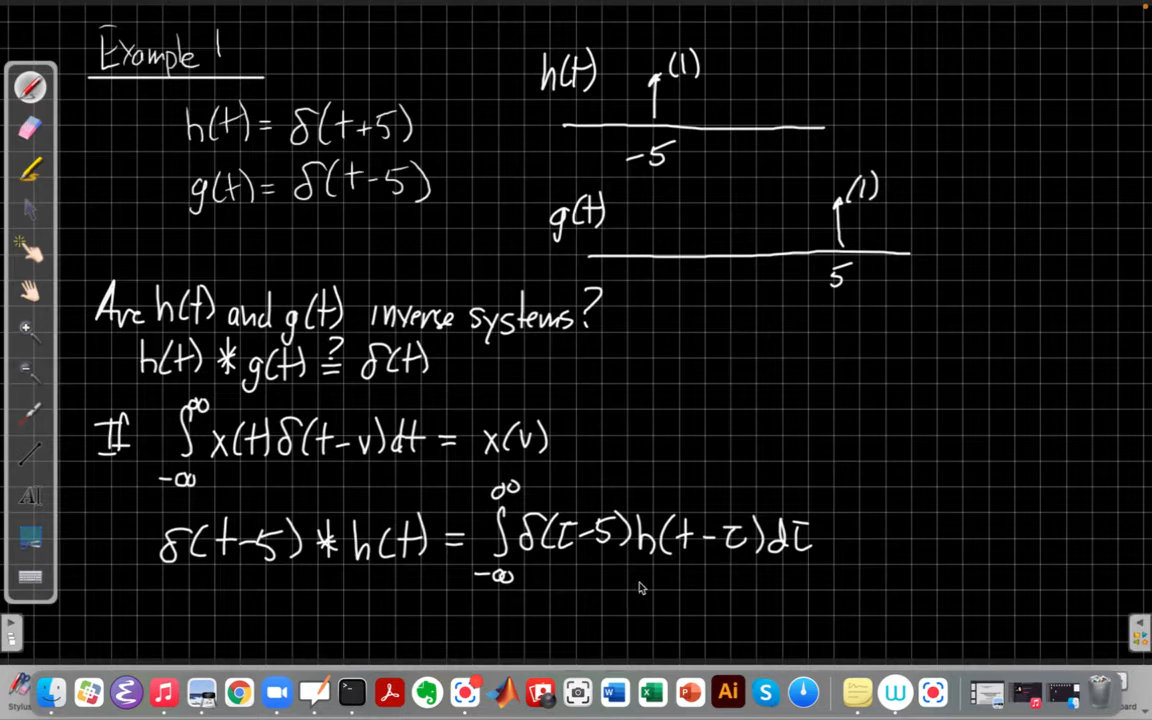 Example 1
h(t) = δ(t+5)
g(t) = δ(t-5)
h(t) (1)
-5
g(t) (1)
5
Are h(t) and g(t) inverse systems?
h(t) * g(t) ≟ δ(t)
If ∫_{-∞}^{∞} x(t)δ(t-v)dt = x(v)
δ(t-5) * h(t) = ∫_{-∞}^{∞} δ(τ-5)h(t-τ)dτ